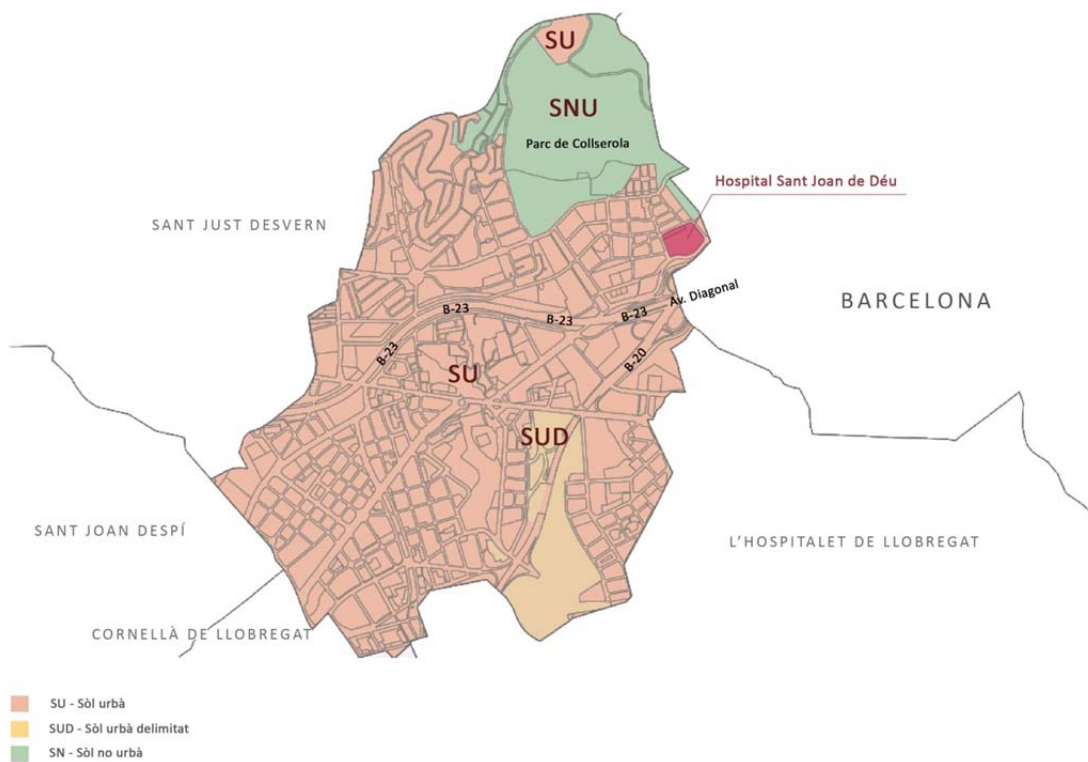 SU
SNU
Parc de Collserola
Hospital Sant Joan de Déu
SANT JUST DESVERN
Av. Diagonal
BARCELONA
B-23
B-23
B-23
B-23
B-20
SU
SUD
SANT JOAN DESPÍ
L'HOSPITALET DE LLOBREGAT
CORNELLÀ DE LLOBREGAT
SU - Sòl urbà
SUD - Sòl urbà delimitat
SN - Sòl no urbà